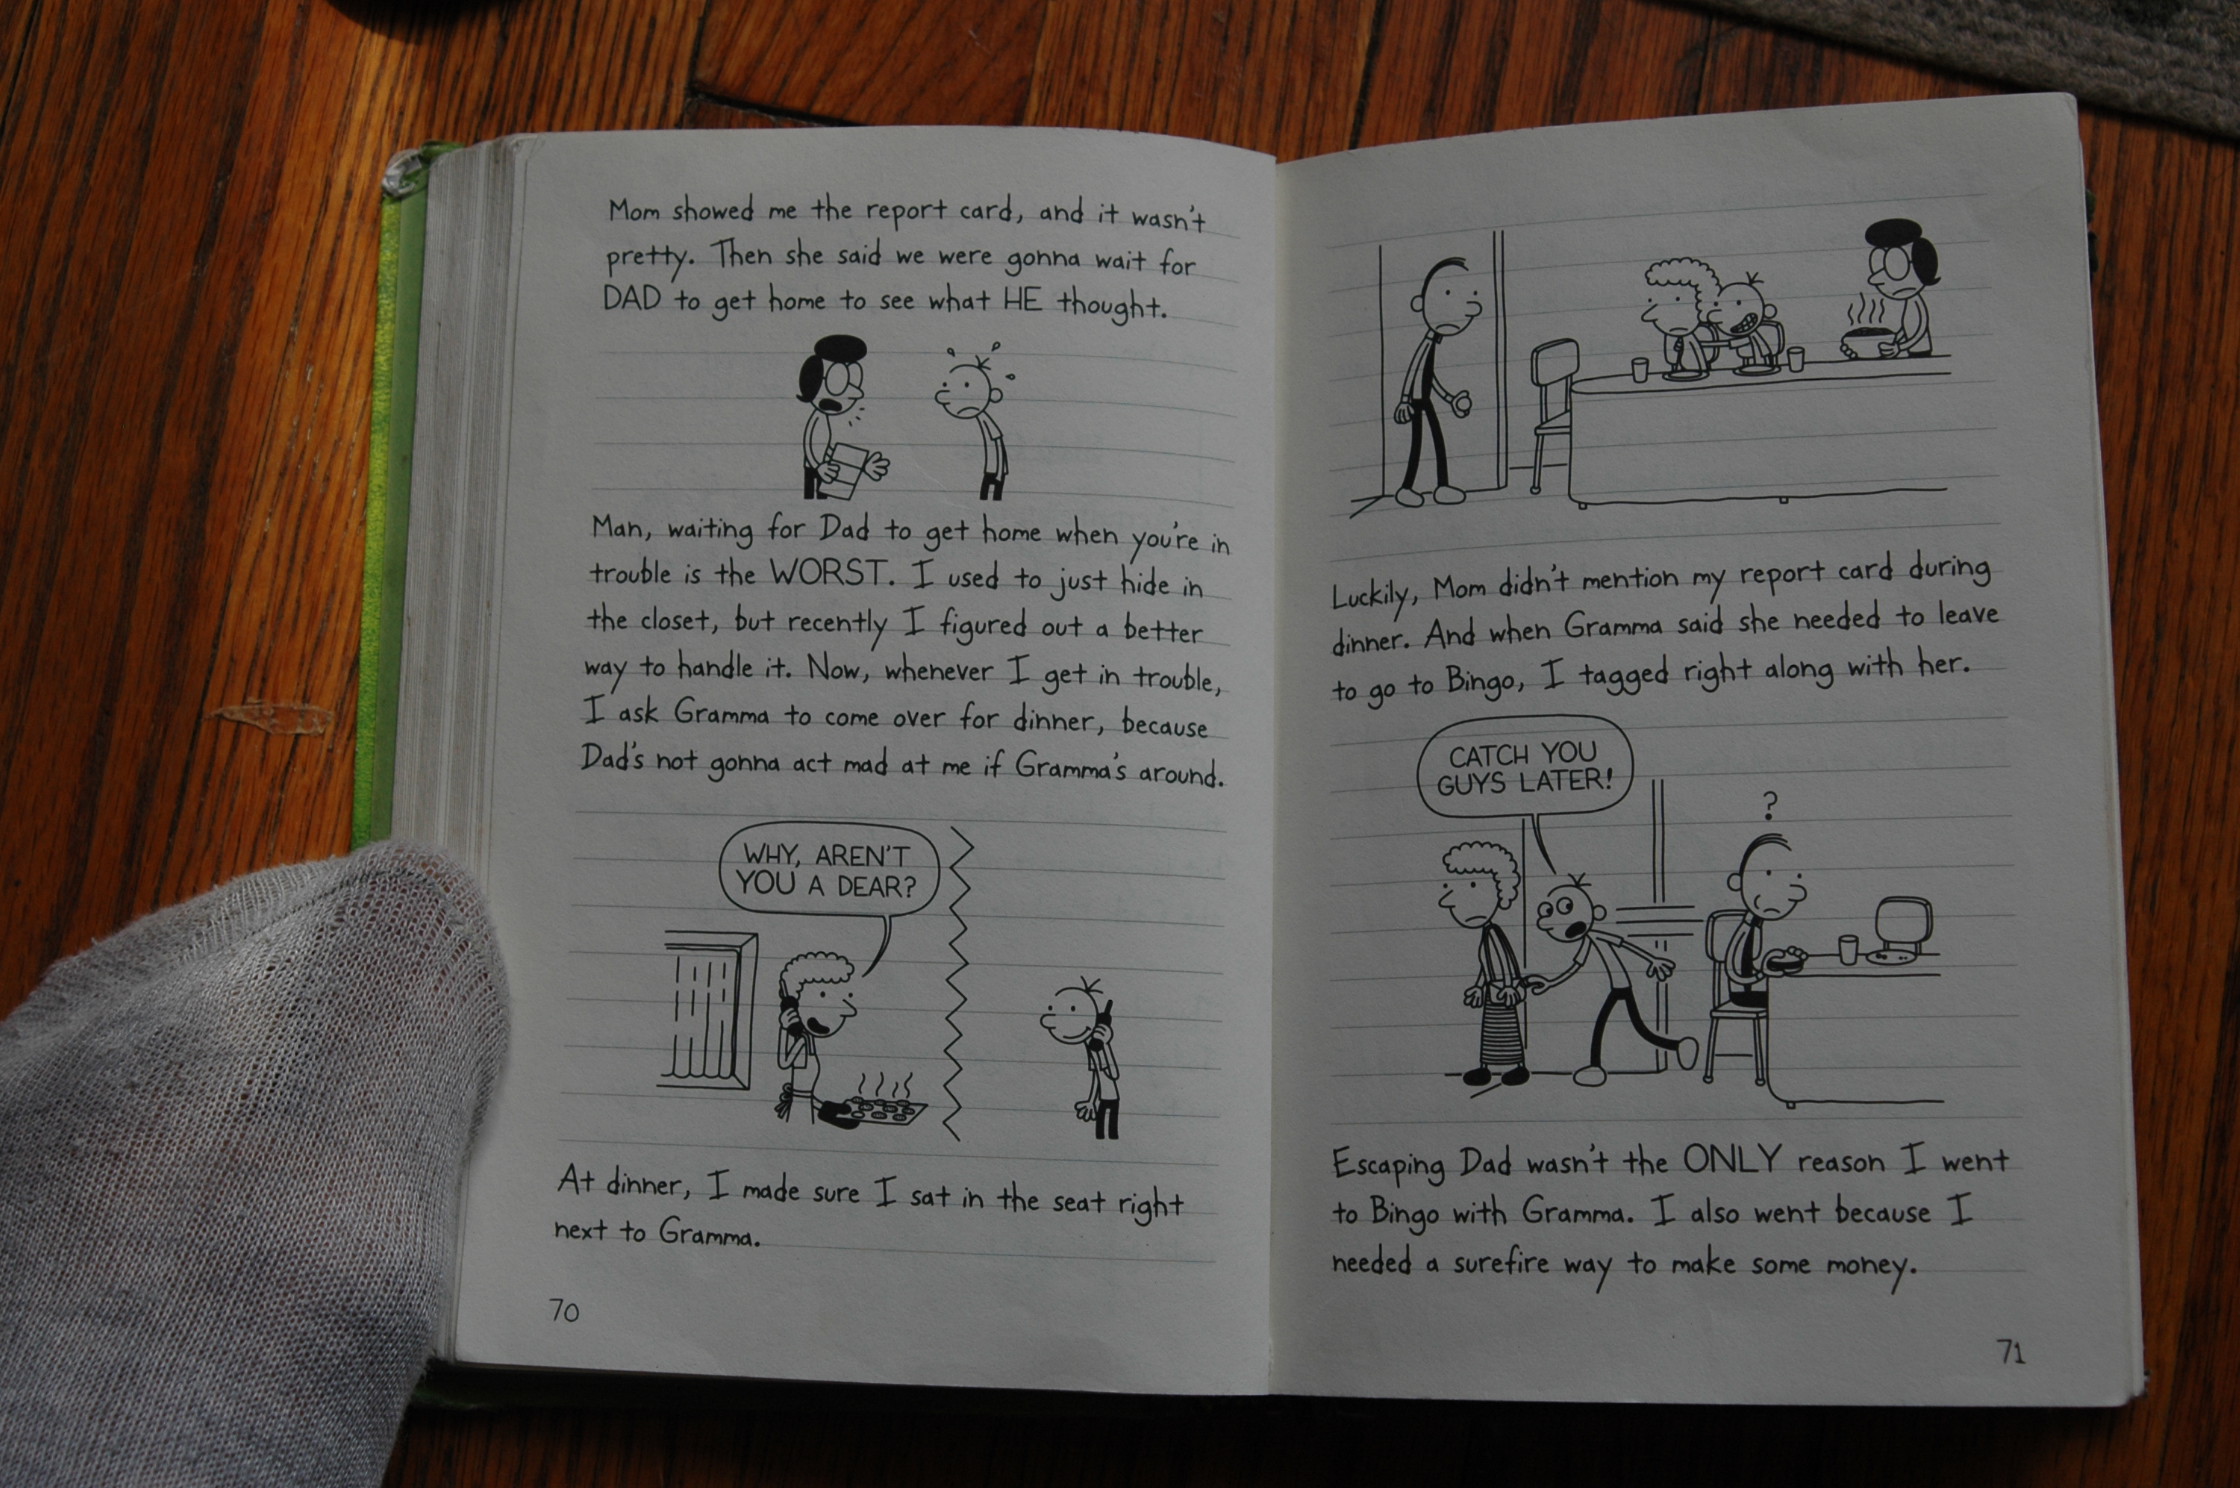 Mom showed me the report card, and it wasn't
pretty. Then she said we were gonna wait for
DAD to get home to see what HE thought.
Man, waiting for Dad to get home when you're in
trouble is the WORST. I used to just hide in
the closet, but recently I figured out a better
way to handle it. Now, whenever I get in trouble,
I ask Gramma to come over for dinner, because
Dad's not gonna act mad at me if Gramma's around.
WHY, AREN'T
YOU A DEAR?
At dinner, I made sure I sat in the seat right
next to Gramma.
70
Luckily, Mom didn't mention my report card during
dinner. And when Gramma said she needed to leave
to go to Bingo, I tagged right along with her.
CATCH YOU
GUYS LATER!
?
Escaping Dad wasn't the ONLY reason I went
to Bingo with Gramma. I also went because I
needed a surefire way to make some money.
71